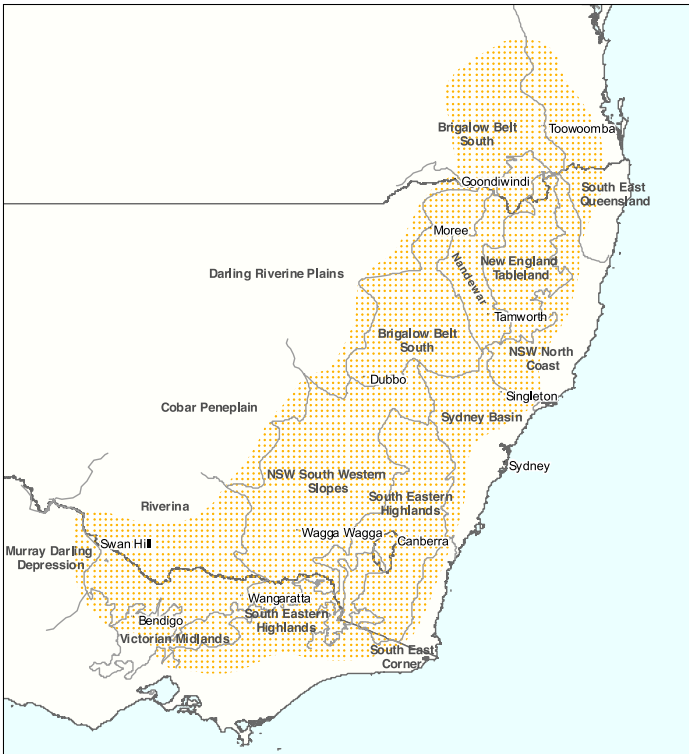 Brigalow Belt
South
Toowoomba
Goondiwindi
South East
Queensland
Moree
Darling Riverine Plains
Nandewar
New England
Tableland
Tamworth
Brigalow Belt
South
NSW North
Coast
Dubbo
Singleton
Cobar Peneplain
Sydney Basin
Sydney
NSW South Western
Slopes
South Eastern
Highlands
Riverina
Wagga Wagga
Canberra
Swan Hill
Murray Darling
Depression
Wangaratta
South Eastern
Highlands
Bendigo
Victorian Midlands
South East
Corner